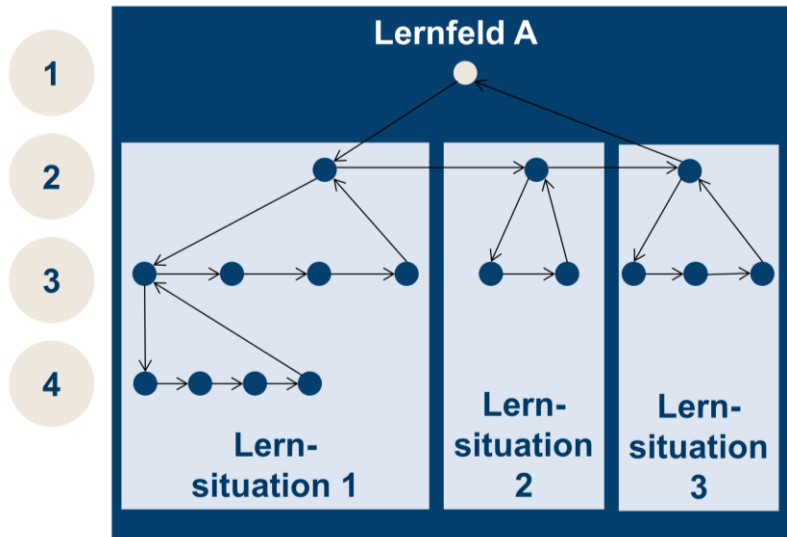 Lernfeld A
1
2
3
4
Lern-
situation 1
Lern-
situation
2
Lern-
situation
3